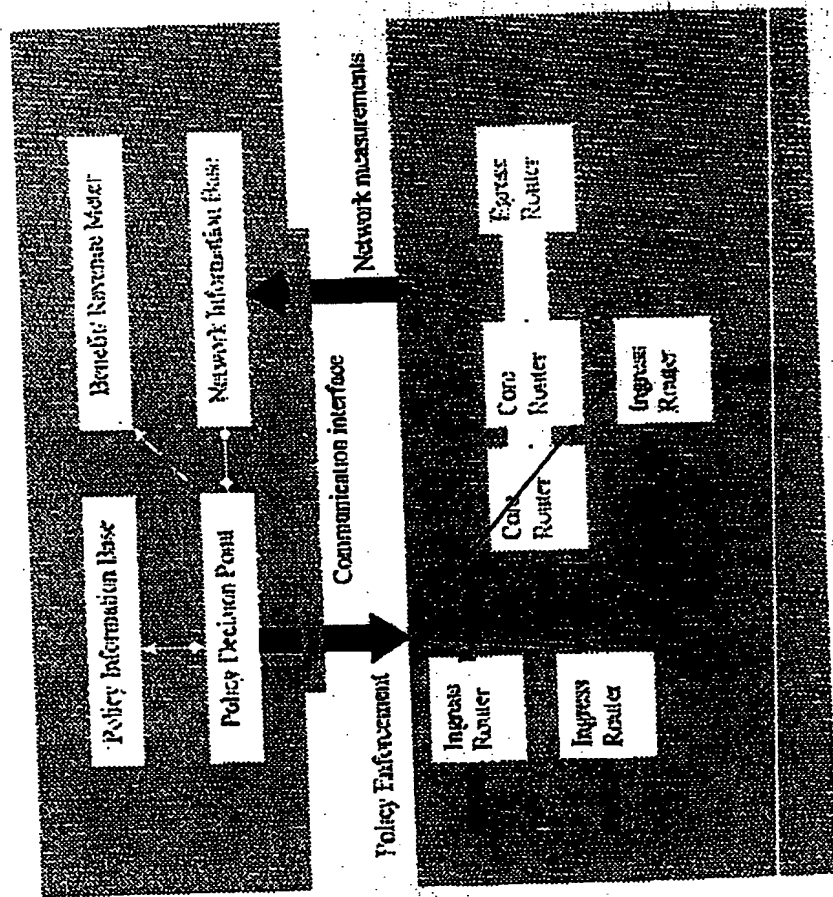 Policy Information Base
Benefit/ Revenue Meter
Policy Decision Point
Network Information Base
Communication interface
Policy Enforcement
Network measurements
Ingress
Router
Ingress
Router
Core
Router
Core
Router
Egress
Router
Ingress
Router